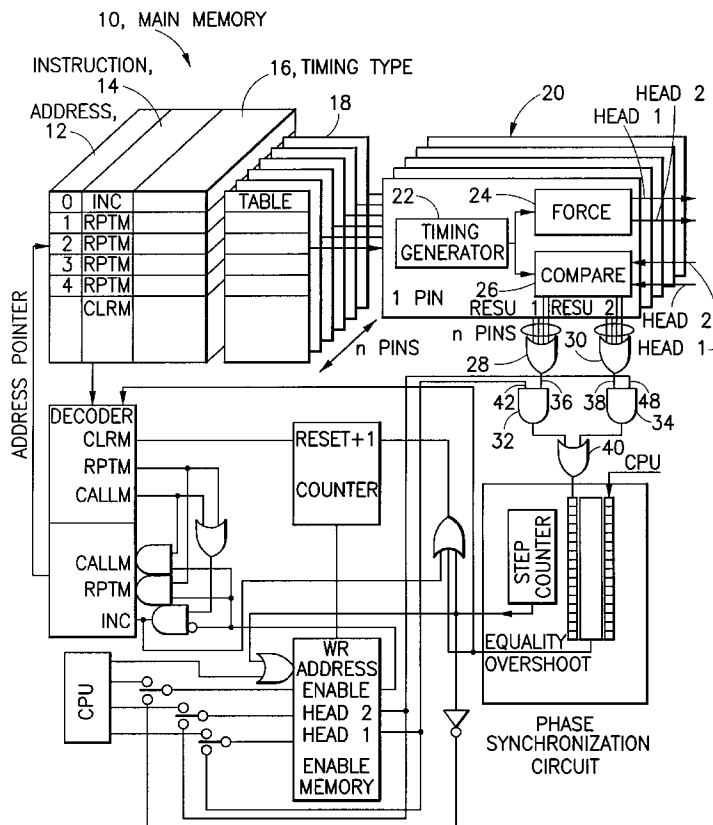 10, MAIN MEMORY
INSTRUCTION, 14
16, TIMING TYPE
ADDRESS, 12
18
20
HEAD 2
HEAD 1
0 INC
1 RPTM
2 RPTM
3 RPTM
4 RPTM
CLRM
TABLE
22
TIMING GENERATOR
24
FORCE
COMPARE
26
1 PIN
RESU 1
RESU 2
HEAD 2
HEAD 1
n PINS
n PINS
28
30
42
36
38
48
32
34
40
CPU
ADDRESS POINTER
DECODER
CLRM
RPTM
CALLM
CALLM
RPTM
INC
RESET+1
COUNTER
STEP COUNTER
EQUALITY
OVERSHOOT
PHASE
SYNCHRONIZATION
CIRCUIT
CPU
WR
ADDRESS
ENABLE
HEAD 2
HEAD 1
ENABLE
MEMORY